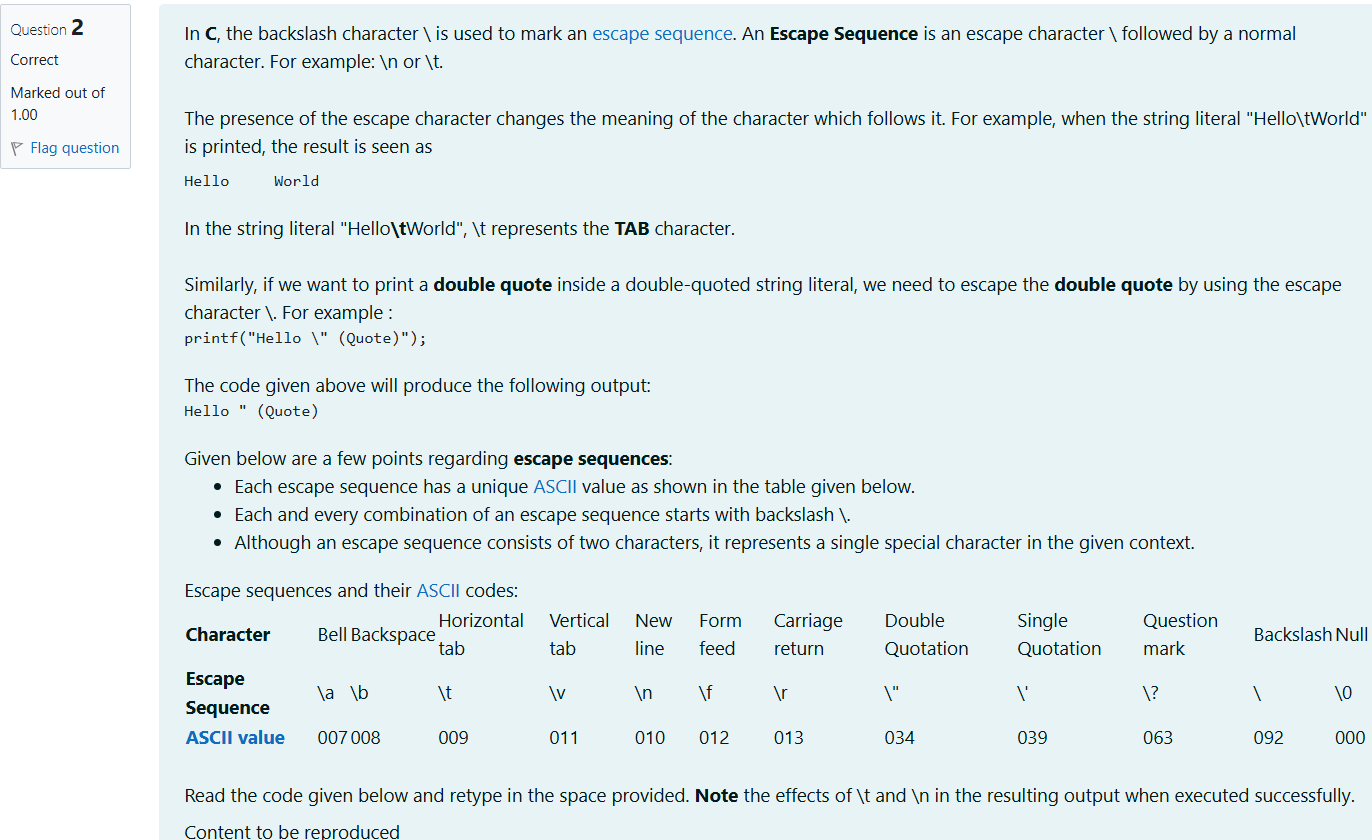 Question 2
Correct
Marked out of
1.00
Flag question
In C, the backslash character \ is used to mark an escape sequence. An Escape Sequence is an escape character \ followed by a normal
character. For example: \n or \t.
The presence of the escape character changes the meaning of the character which follows it. For example, when the string literal "Hello\tWorld"
is printed, the result is seen as
Hello     World
In the string literal "Hello\tWorld", \t represents the TAB character.
Similarly, if we want to print a double quote inside a double-quoted string literal, we need to escape the double quote by using the escape
character \. For example :
printf("Hello \" (Quote)");
The code given above will produce the following output:
Hello " (Quote)
Given below are a few points regarding escape sequences:
• Each escape sequence has a unique ASCII value as shown in the table given below.
• Each and every combination of an escape sequence starts with backslash \.
• Although an escape sequence consists of two characters, it represents a single special character in the given context.
Escape sequences and their ASCII codes:
Character Bell Backspace Horizontal tab Vertical tab New line Form feed Carriage return Double Quotation Single Quotation Question mark Backslash Null
Escape Sequence \a \b \t \v \n \f \r \" \' \? \ \0
ASCII value 007 008 009 011 010 012 013 034 039 063 092 000
Read the code given below and retype in the space provided. Note the effects of \t and \n in the resulting output when executed successfully.
Content to be reproduced